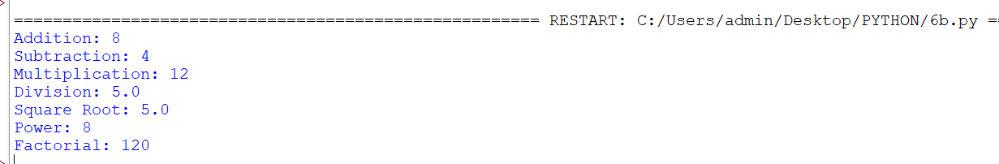 ====================================================== RESTART: C:/Users/admin/Desktop/PYTHON/6b.py ==
Addition: 8
Subtraction: 4
Multiplication: 12
Division: 5.0
Square Root: 5.0
Power: 8
Factorial: 120